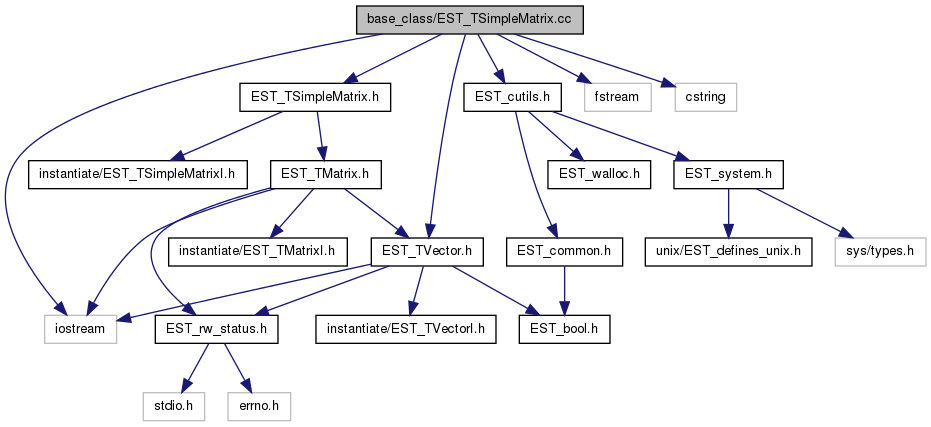 base_class/EST_TSimpleMatrix.cc
EST_TSimpleMatrix.h
EST_cutils.h
fstream
cstring
instantiate/EST_TSimpleMatrixI.h
EST_TMatrix.h
EST_walloc.h
EST_system.h
instantiate/EST_TMatrixI.h
EST_TVector.h
EST_common.h
unix/EST_defines_unix.h
sys/types.h
iostream
EST_rw_status.h
instantiate/EST_TVectorI.h
EST_bool.h
stdio.h
errno.h